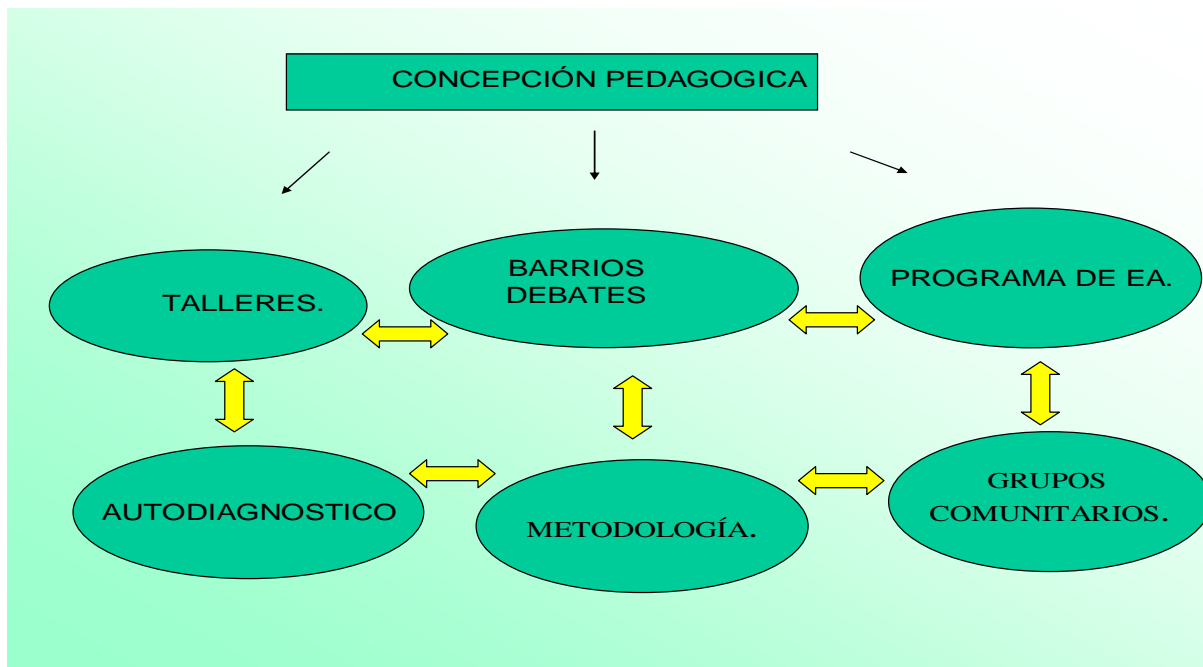 CONCEPCIÓN PEDAGOGICA
TALLERES.
BARRIOS
DEBATES
PROGRAMA DE EA.
AUTODIAGNOSTICO
METODOLOGÍA.
GRUPOS
COMUNITARIOS.